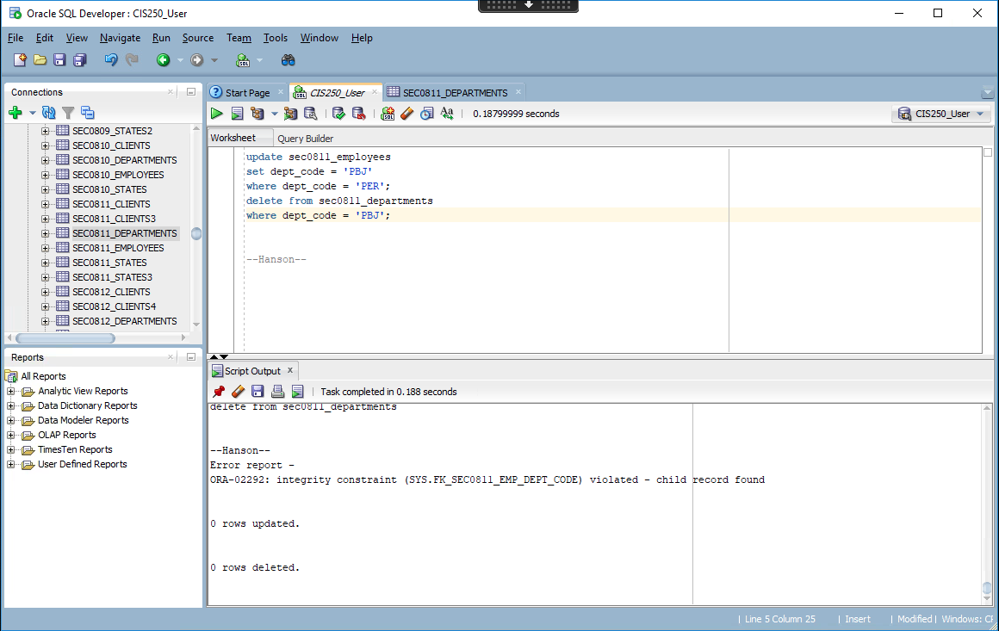 Oracle SQL Developer : CIS250_User
File Edit View Navigate Run Source Team Tools Window Help
Connections
SEC0809_STATES2
SEC0810_CLIENTS
SEC0810_DEPARTMENTS
SEC0810_EMPLOYEES
SEC0810_STATES
SEC0811_CLIENTS
SEC0811_CLIENTS3
SEC0811_DEPARTMENTS
SEC0811_EMPLOYEES
SEC0811_STATES
SEC0811_STATES3
SEC0812_CLIENTS
SEC0812_CLIENTS4
SEC0812_DEPARTMENTS
Reports
All Reports
Analytic View Reports
Data Dictionary Reports
Data Modeler Reports
OLAP Reports
TimesTen Reports
User Defined Reports
Start Page CIS250_User SEC0811_DEPARTMENTS
0.18799999 seconds CIS250_User
Worksheet Query Builder
update sec0811_employees
set dept_code = 'PBJ'
where dept_code = 'PER';
delete from sec0811_departments
where dept_code = 'PBJ';
--Hanson--
Script Output x
Task completed in 0.188 seconds
delete from sec0811_departments
--Hanson--
Error report -
ORA-02292: integrity constraint (SYS.FK_SEC0811_EMP_DEPT_CODE) violated - child record found
0 rows updated.
0 rows deleted.
| Line 5 Column 25 | Insert | Modified | Windows: